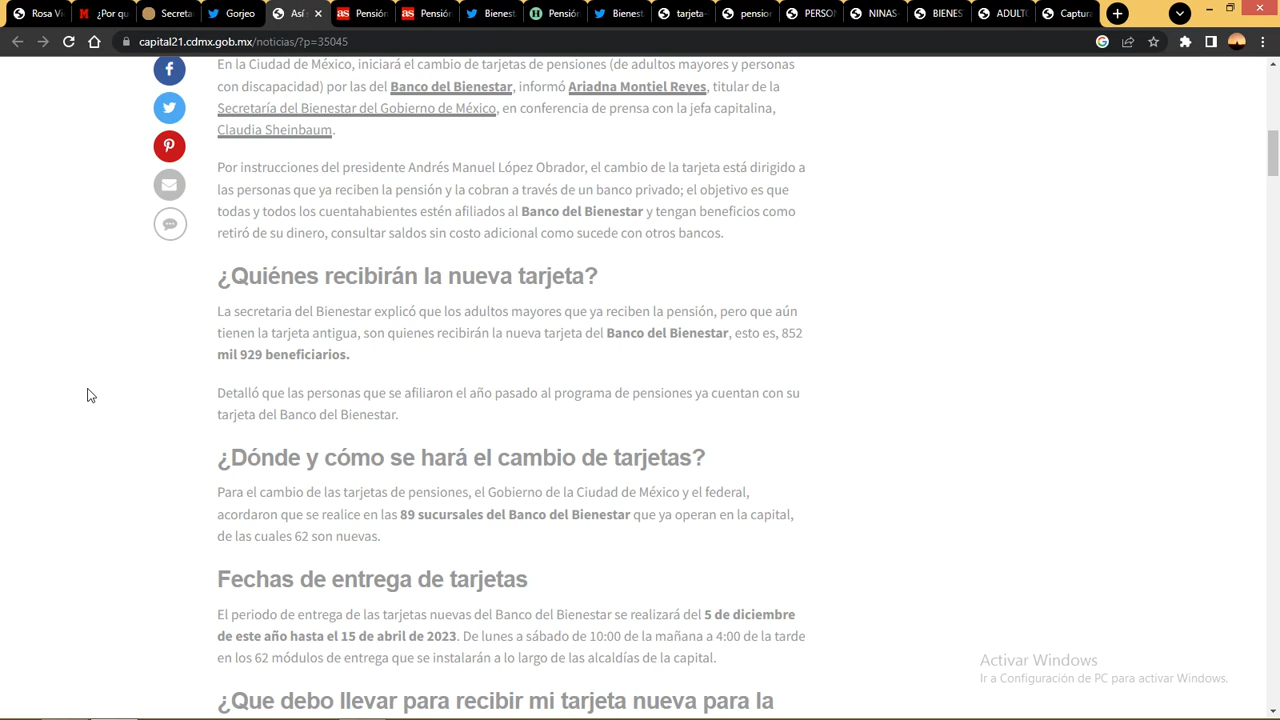 Rosa Vi
¿Por qu
Secreta
Gorjeo
Así
Pensión
Pensión
Bienest
Pensión
Bienest
tarjeta
pension
PERSON
NINAS-
BIENES
ADULTO
Captura
capital21.cdmx.gob.mx/noticias/?p=35045
En la Ciudad de México, iniciará el cambio de tarjetas de pensiones (de adultos mayores y personas
con discapacidad) por las del Banco del Bienestar, informó Ariadna Montiel Reyes, titular de la
Secretaría del Bienestar del Gobierno de México, en conferencia de prensa con la jefa capitalina,
Claudia Sheinbaum.
Por instrucciones del presidente Andrés Manuel López Obrador, el cambio de la tarjeta está dirigido a
las personas que ya reciben la pensión y la cobran a través de un banco privado; el objetivo es que
todas y todos los cuentahabientes estén afiliados al Banco del Bienestar y tengan beneficios como
retiró de su dinero, consultar saldos sin costo adicional como sucede con otros bancos.
¿Quiénes recibirán la nueva tarjeta?
La secretaria del Bienestar explicó que los adultos mayores que ya reciben la pensión, pero que aún
tienen la tarjeta antigua, son quienes recibirán la nueva tarjeta del Banco del Bienestar, esto es, 852
mil 929 beneficiarios.
Detalló que las personas que se afiliaron el año pasado al programa de pensiones ya cuentan con su
tarjeta del Banco del Bienestar.
¿Dónde y cómo se hará el cambio de tarjetas?
Para el cambio de las tarjetas de pensiones, el Gobierno de la Ciudad de México y el federal,
acordaron que se realice en las 89 sucursales del Banco del Bienestar que ya operan en la capital,
de las cuales 62 son nuevas.
Fechas de entrega de tarjetas
El periodo de entrega de las tarjetas nuevas del Banco del Bienestar se realizará del 5 de diciembre
de este año hasta el 15 de abril de 2023. De lunes a sábado de 10:00 de la mañana a 4:00 de la tarde
en los 62 módulos de entrega que se instalarán a lo largo de las alcaldías de la capital.
¿Que debo llevar para recibir mi tarjeta nueva para la
Activar Windows
Ir a Configuración de PC para activar Windows.